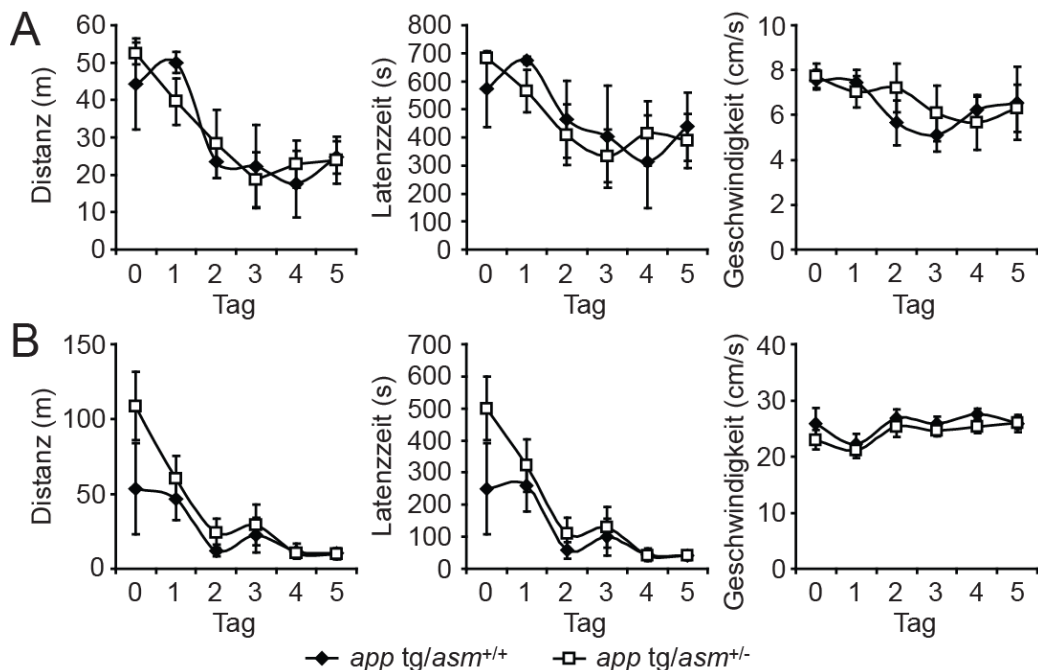 A
Distanz (m)
60
50
40
30
20
10
0
0 1 2 3 4 5
Tag
Latenzzeit (s)
800
700
600
500
400
300
200
100
0
0 1 2 3 4 5
Tag
Geschwindigkeit (cm/s)
10
8
6
4
2
0
0 1 2 3 4 5
Tag
B
Distanz (m)
150
100
50
0
0 1 2 3 4 5
Tag
Latenzzeit (s)
700
600
500
400
300
200
100
0
0 1 2 3 4 5
Tag
Geschwindigkeit (cm/s)
40
30
20
10
0
0 1 2 3 4 5
Tag
app tg/asm+/+ app tg/asm+/-